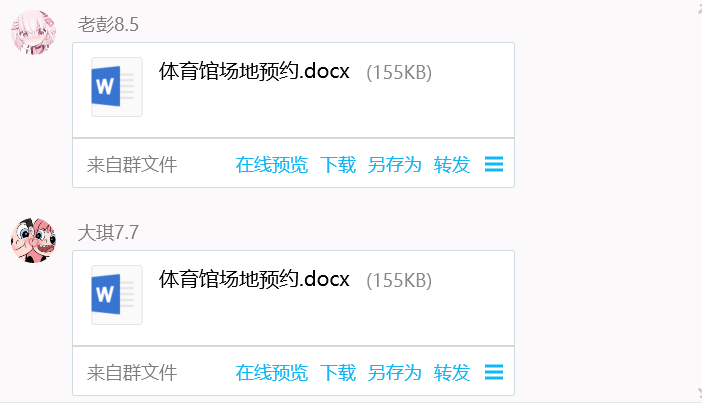 老彭8.5
W
体育馆场地预约.docx (155KB)
来自群文件 在线预览 下载 另存为 转发
大琪7.7
W
体育馆场地预约.docx (155KB)
来自群文件 在线预览 下载 另存为 转发